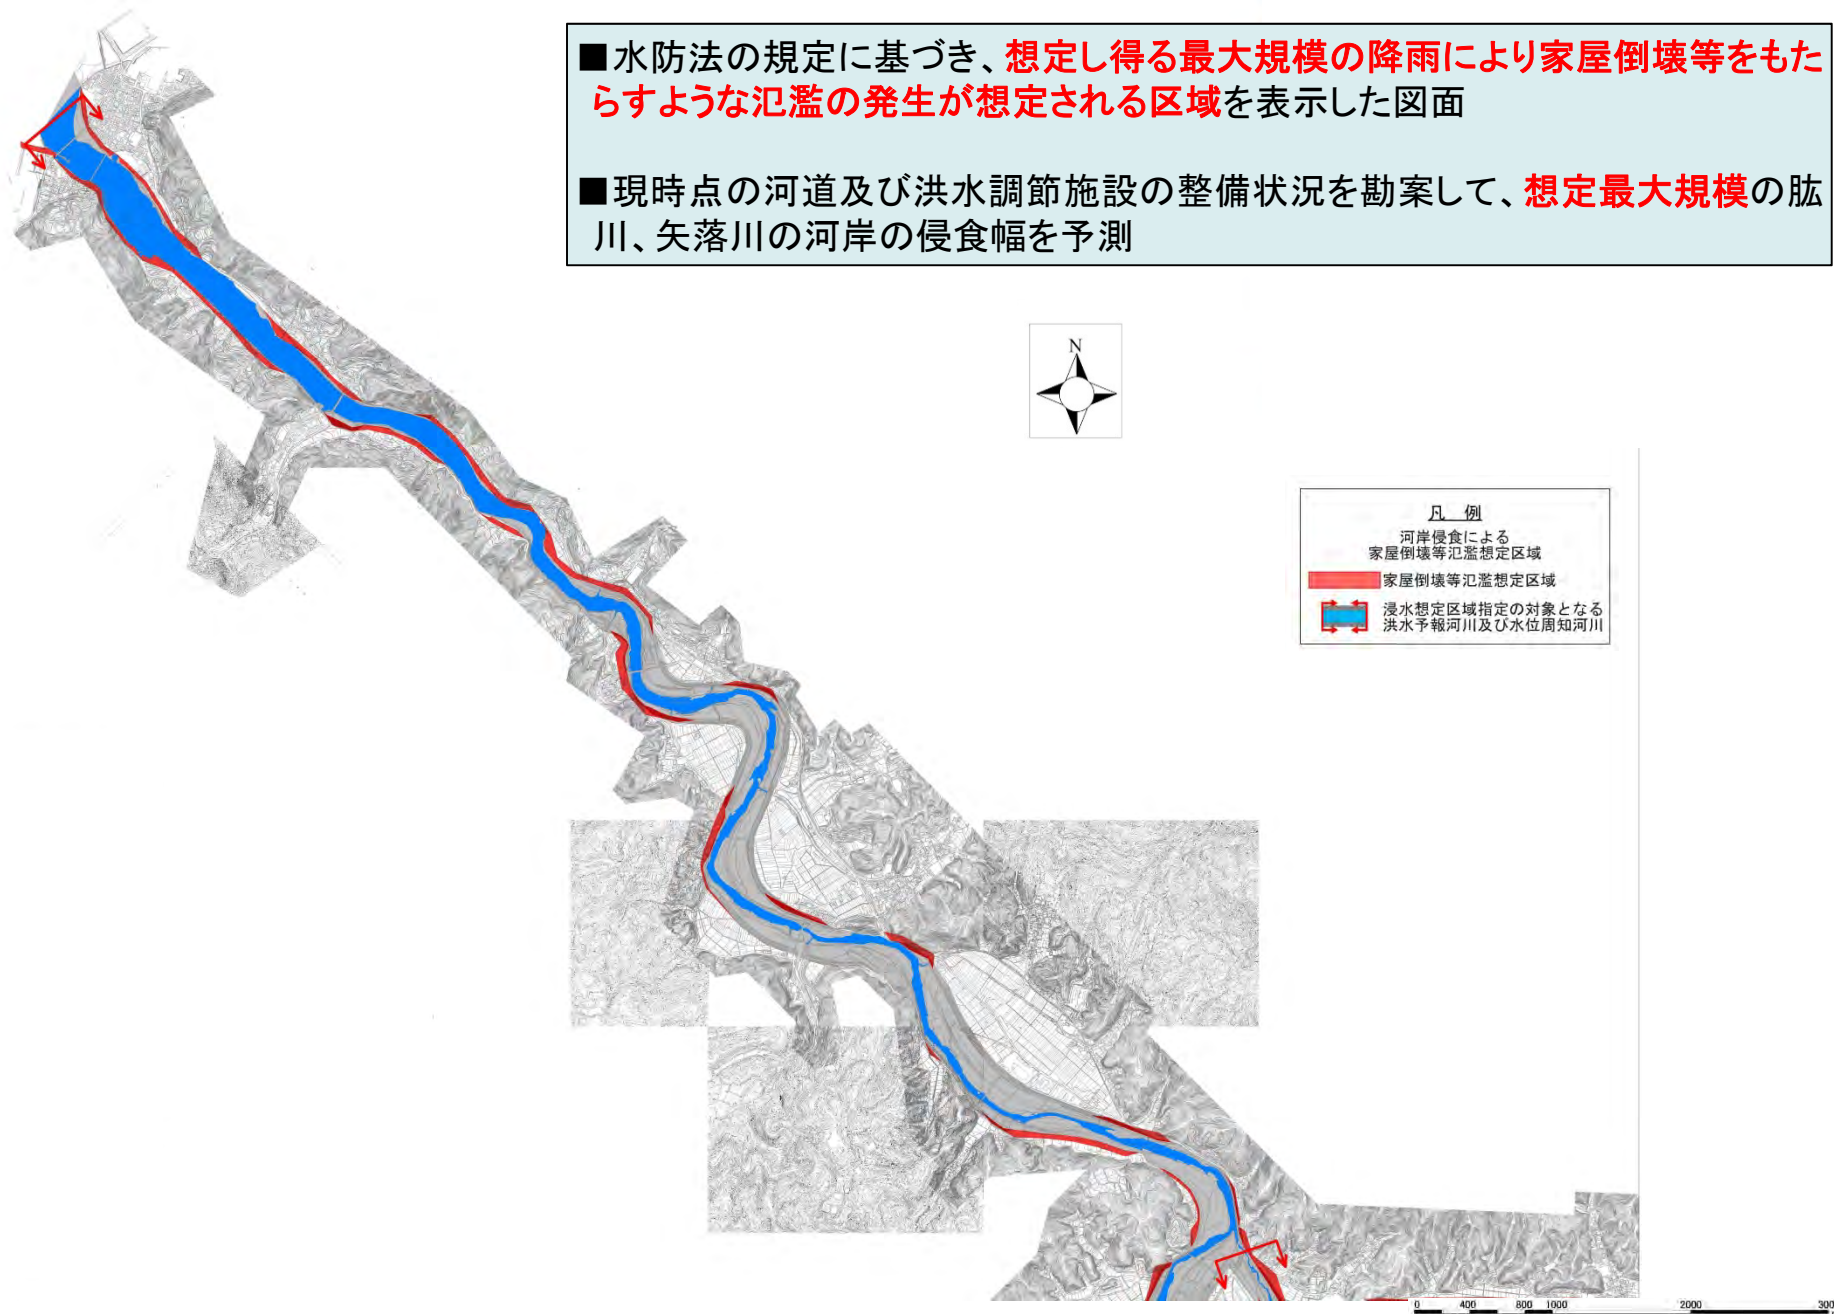 ■水防法の規定に基づき、想定し得る最大規模の降雨により家屋倒壊等をもた
らすような氾濫の発生が想定される区域を表示した図面
■現時点の河道及び洪水調節施設の整備状況を勘案して、想定最大規模の肱
川、矢落川の河岸の侵食幅を予測
N
凡 例
河岸侵食による
家屋倒壊等氾濫想定区域
家屋倒壊等氾濫想定区域
浸水想定区域指定の対象となる
洪水予報河川及び水位周知河川
0 400 800 1000 2000